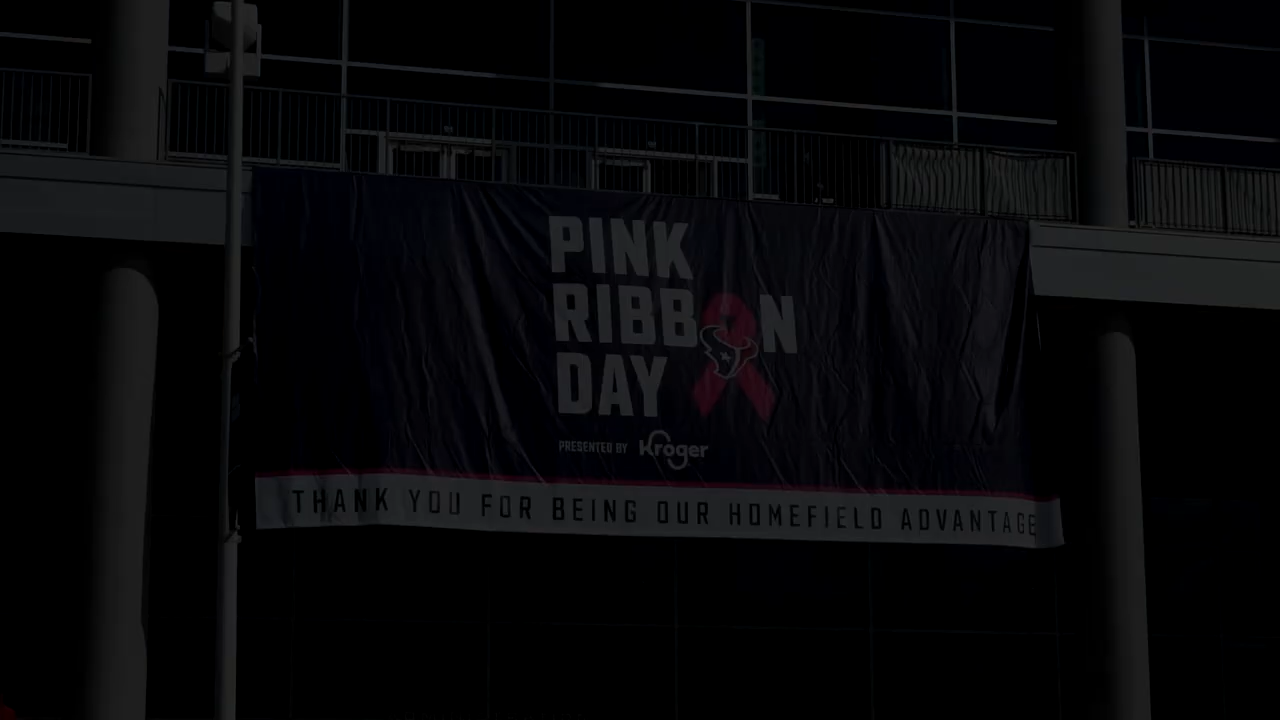 PINK
RIBBON
DAY
PRESENTED BY Kroger
THANK YOU FOR BEING OUR HOMEFIELD ADVANTAGE